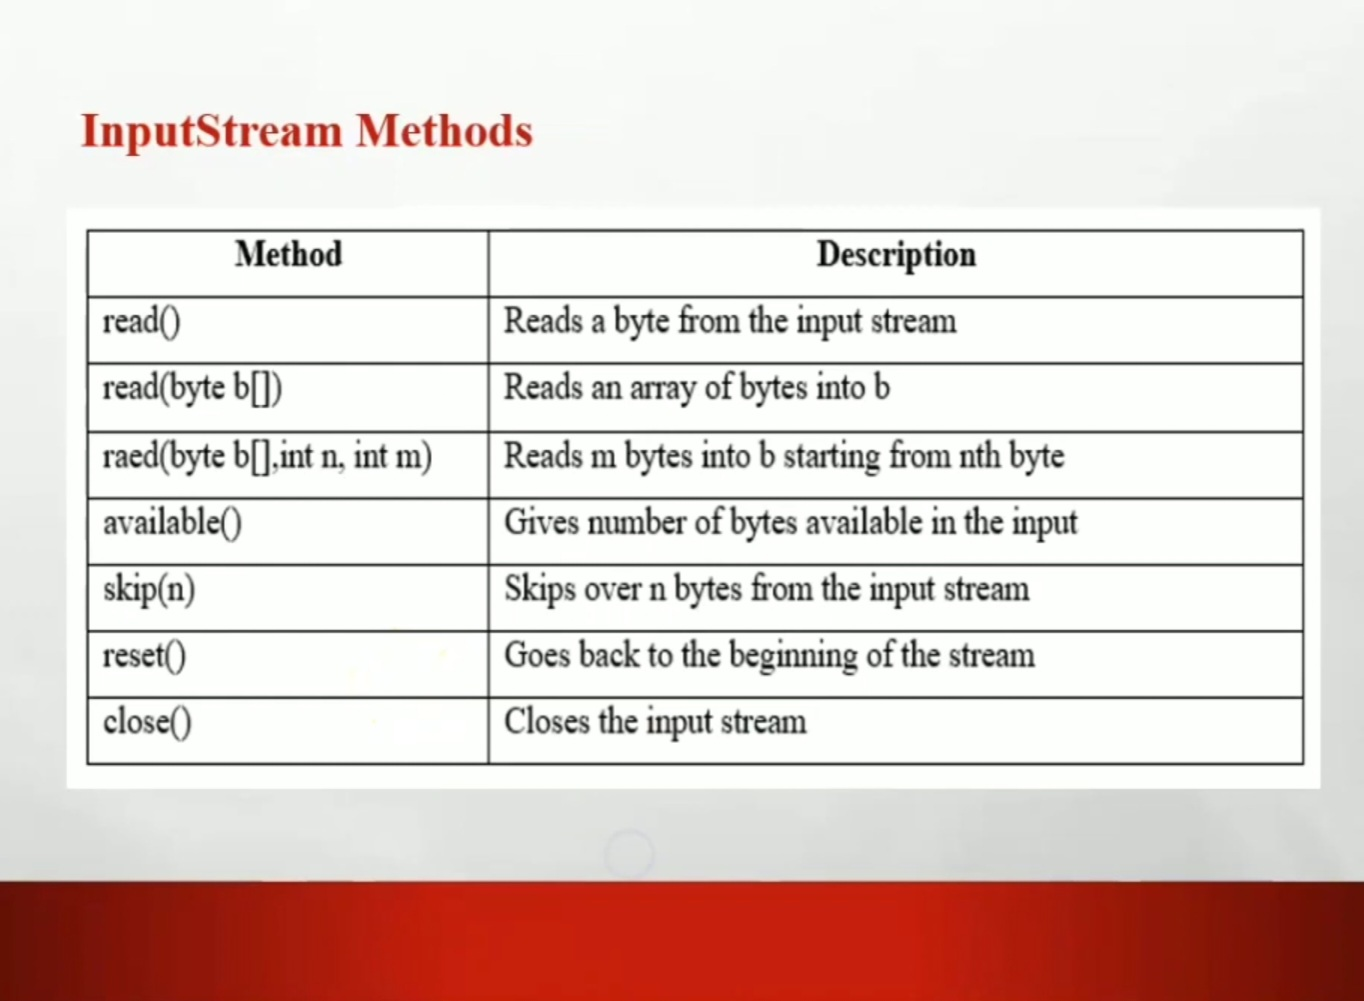 InputStream Methods
Method Description
read() Reads a byte from the input stream
read(byte b[]) Reads an array of bytes into b
raed(byte b[],int n, int m) Reads m bytes into b starting from nth byte
available() Gives number of bytes available in the input
skip(n) Skips over n bytes from the input stream
reset() Goes back to the beginning of the stream
close() Closes the input stream